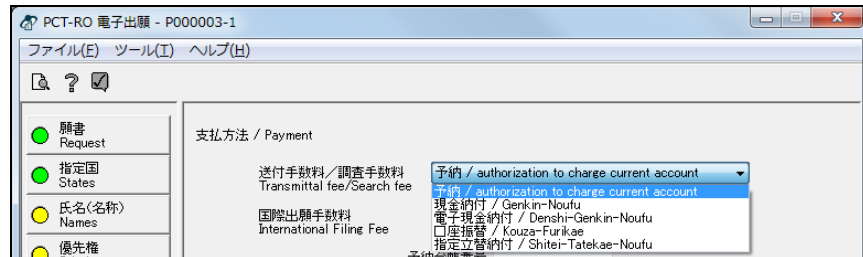 PCT-RO 電子出願 - P000003-1
ファイル(F) ツール(T) ヘルプ(H)
願書
Request
指定国
States
氏名(名称)
Names
優先権
支払方法 / Payment
送付手数料/調査手数料
Transmittal fee/Search fee
予納 / authorization to charge current account
予納 / authorization to charge current account
現金納付 / Genkin-Noufu
電子現金納付 / Denshi-Genkin-Noufu
口座振替 / Kouza-Furikae
指定立替納付 / Shitei-Tatekae-Noufu
国際出願手数料
International Filing Fee